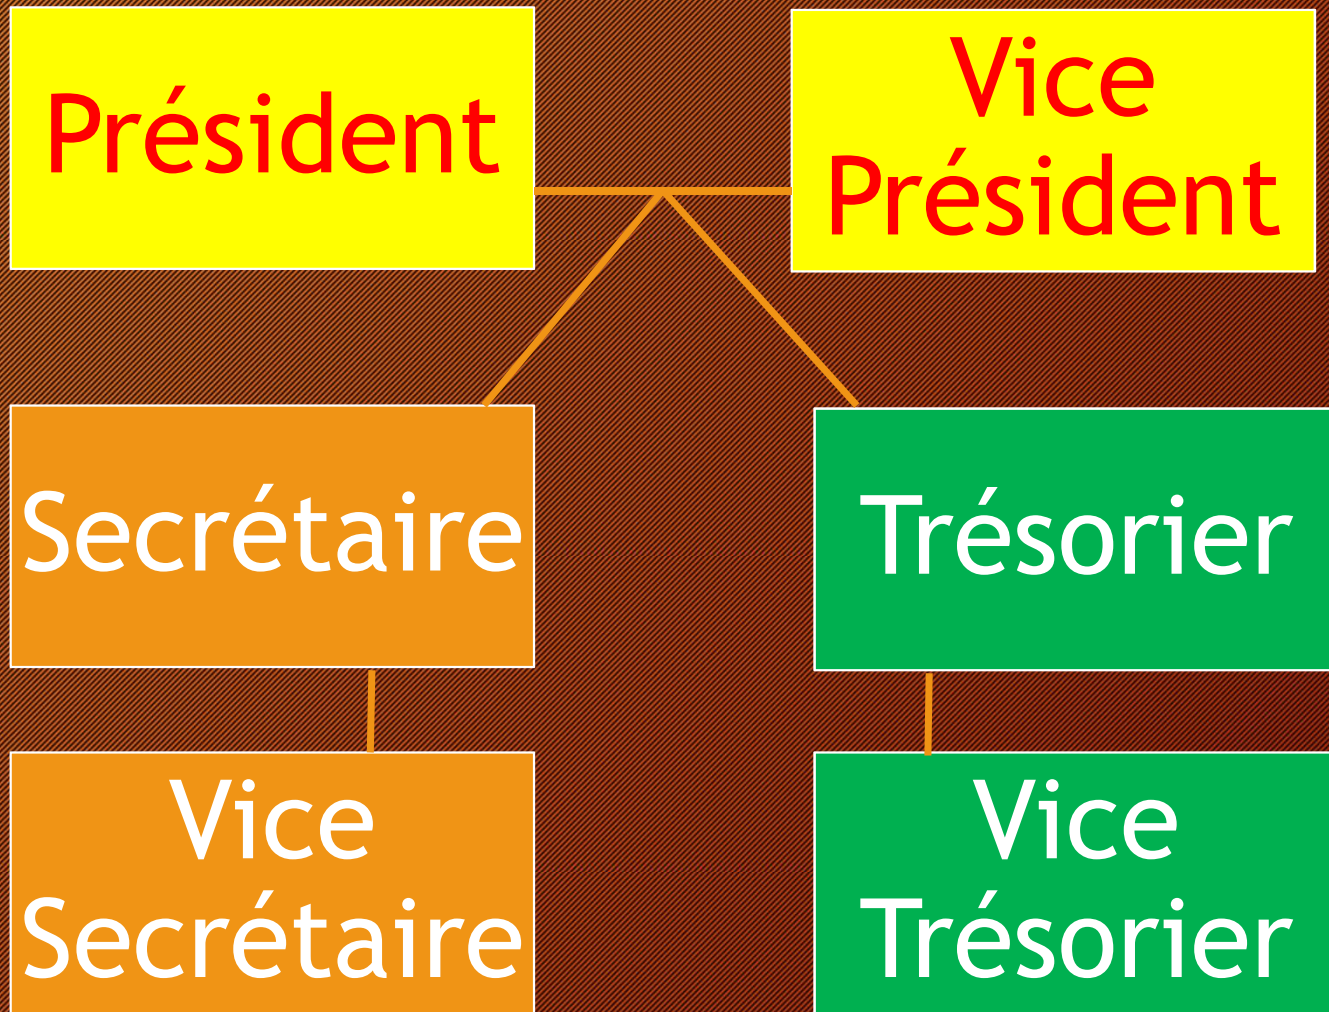 Président
Vice
Président
Secrétaire
Trésorier
Vice
Secrétaire
Vice
Trésorier